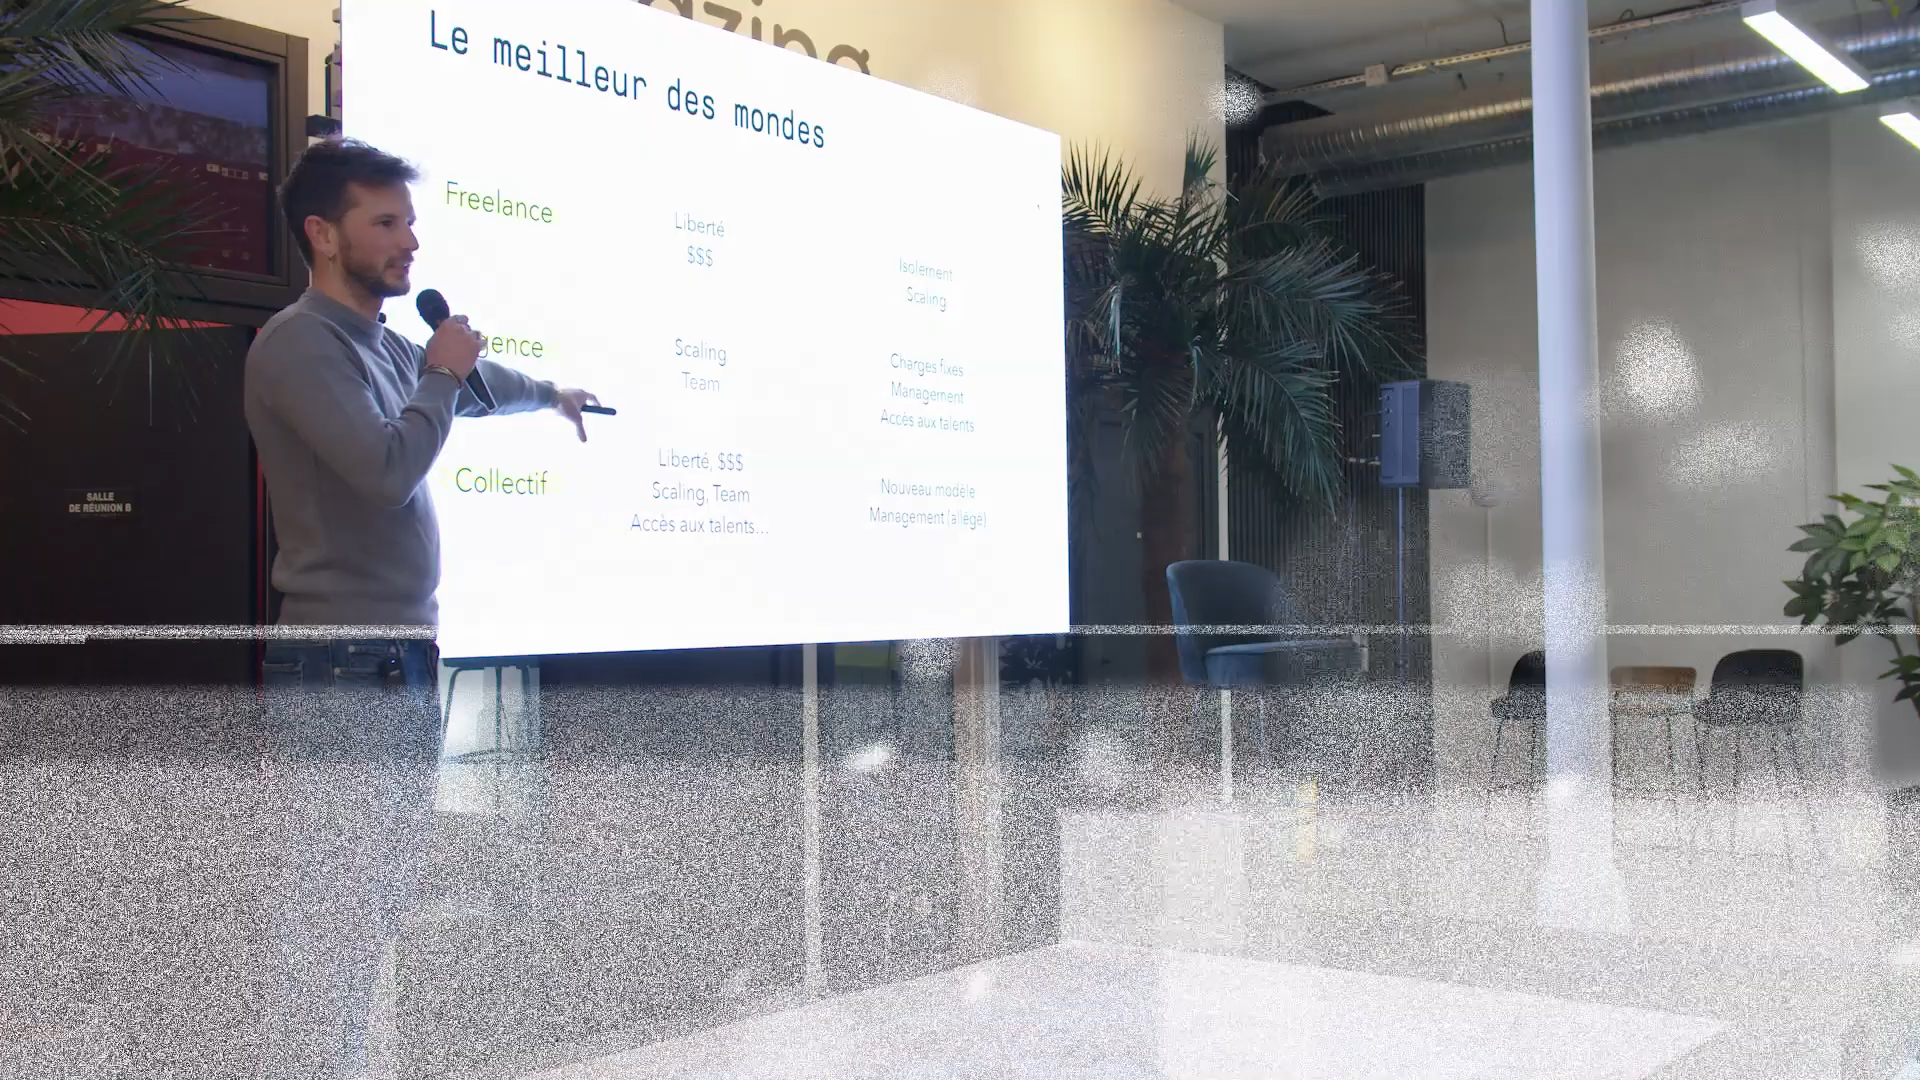 Le meilleur des mondes
Freelance
Liberté
$$$
Isolement
Scaling
Scaling
Team
Charges fixes
Management
Accès aux talents
Collectif
Liberté, $$$
Scaling, Team
Accès aux talents...
Nouveau modèle
Management (allégé)
SALLE
DE RÉUNION B